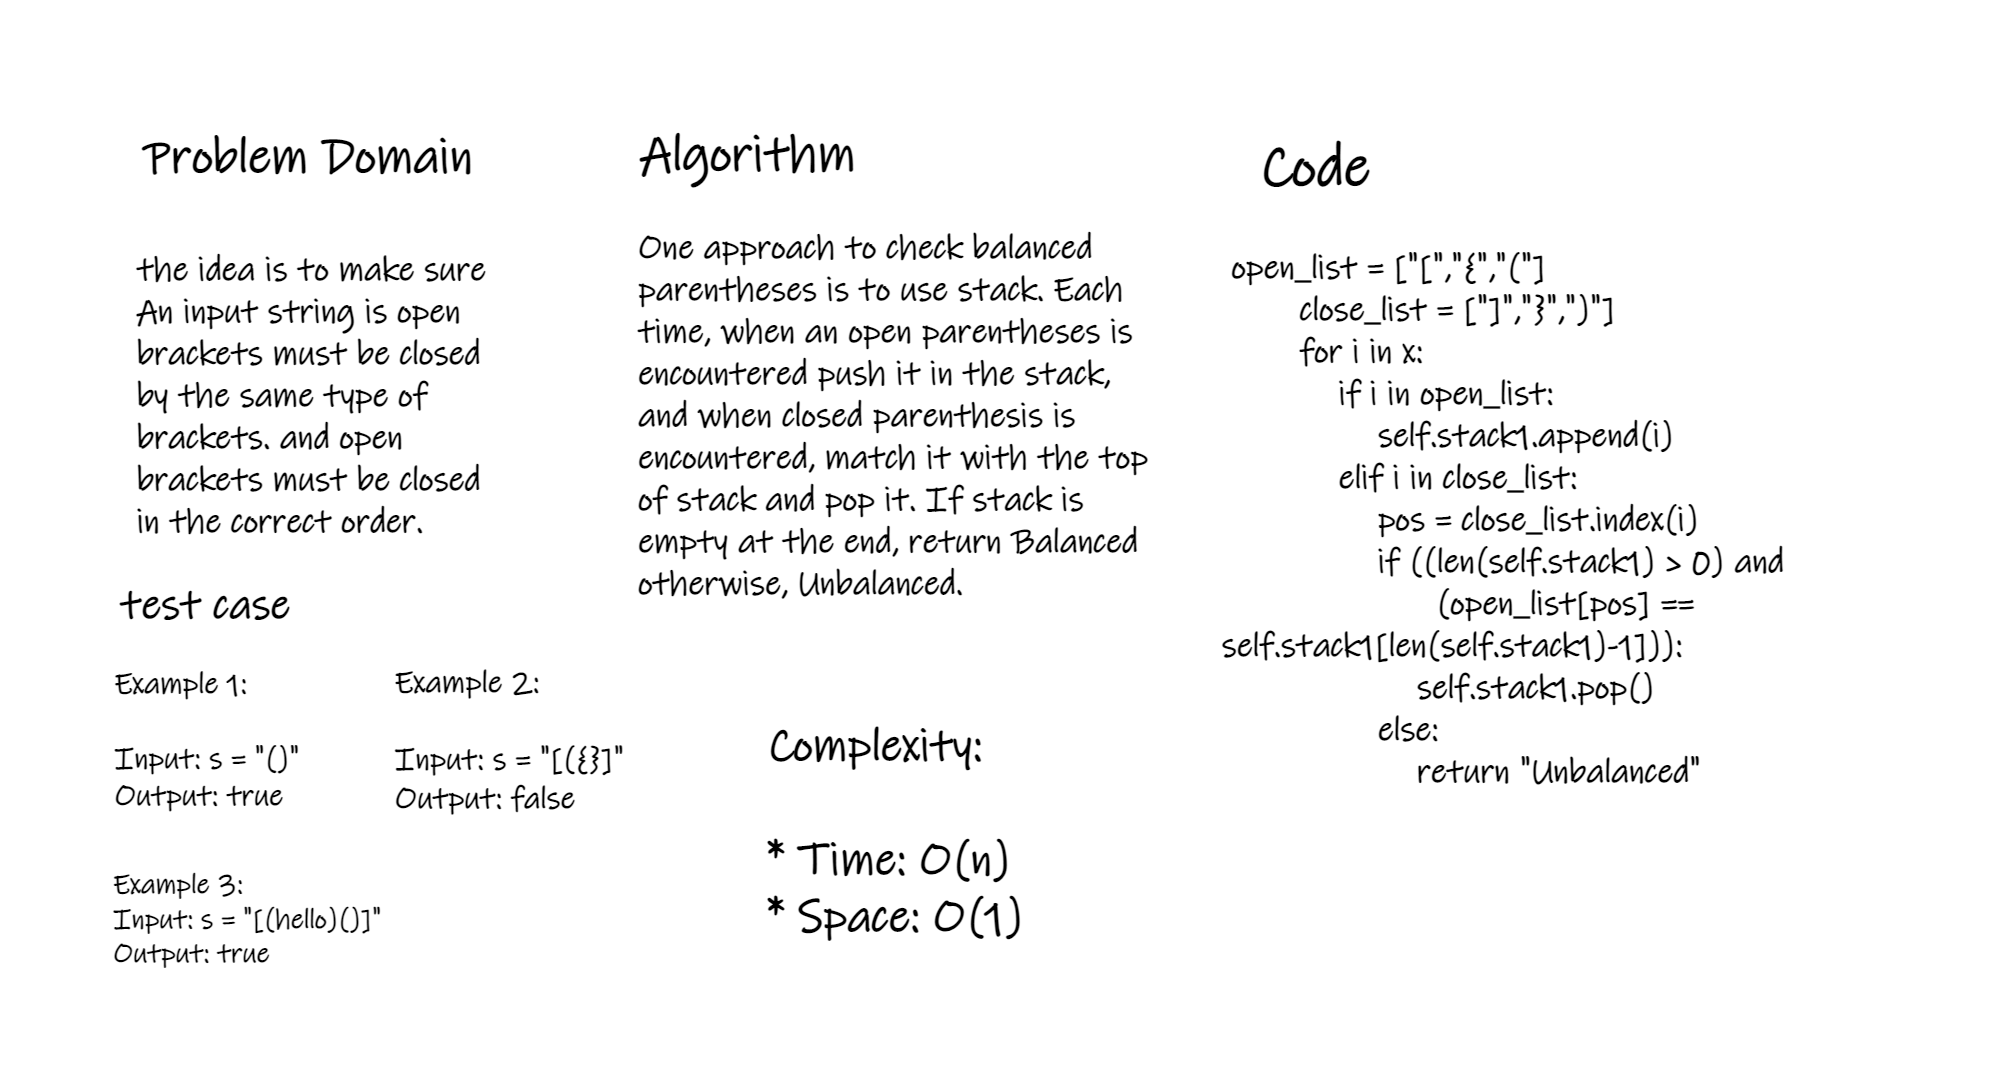 Problem Domain
the idea is to make sure
An input string is open
brackets must be closed
by the same type of
brackets. and open
brackets must be closed
in the correct order.
test case
Example 1:
Input: s = "()"
Output: true
Example 2:
Input: s = "[({}]"
Output: false
Example 3:
Input: s = "[(hello)()]"
Output: true
Algorithm
One approach to check balanced
parentheses is to use stack. Each
time, when an open parentheses is
encountered push it in the stack,
and when closed parenthesis is
encountered, match it with the top
of stack and pop it. If stack is
empty at the end, return Balanced
otherwise, Unbalanced.
Complexity:
* Time: O(n)
* Space: O(1)
Code
open_list = ["[","{","("]
close_list = ["]","}",")"]
for i in x:
if i in open_list:
self.stack1.append(i)
elif i in close_list:
pos = close_list.index(i)
if ((len(self.stack1) > 0) and
(open_list[pos] ==
self.stack1[len(self.stack1)-1])):
self.stack1.pop()
else:
return "Unbalanced"